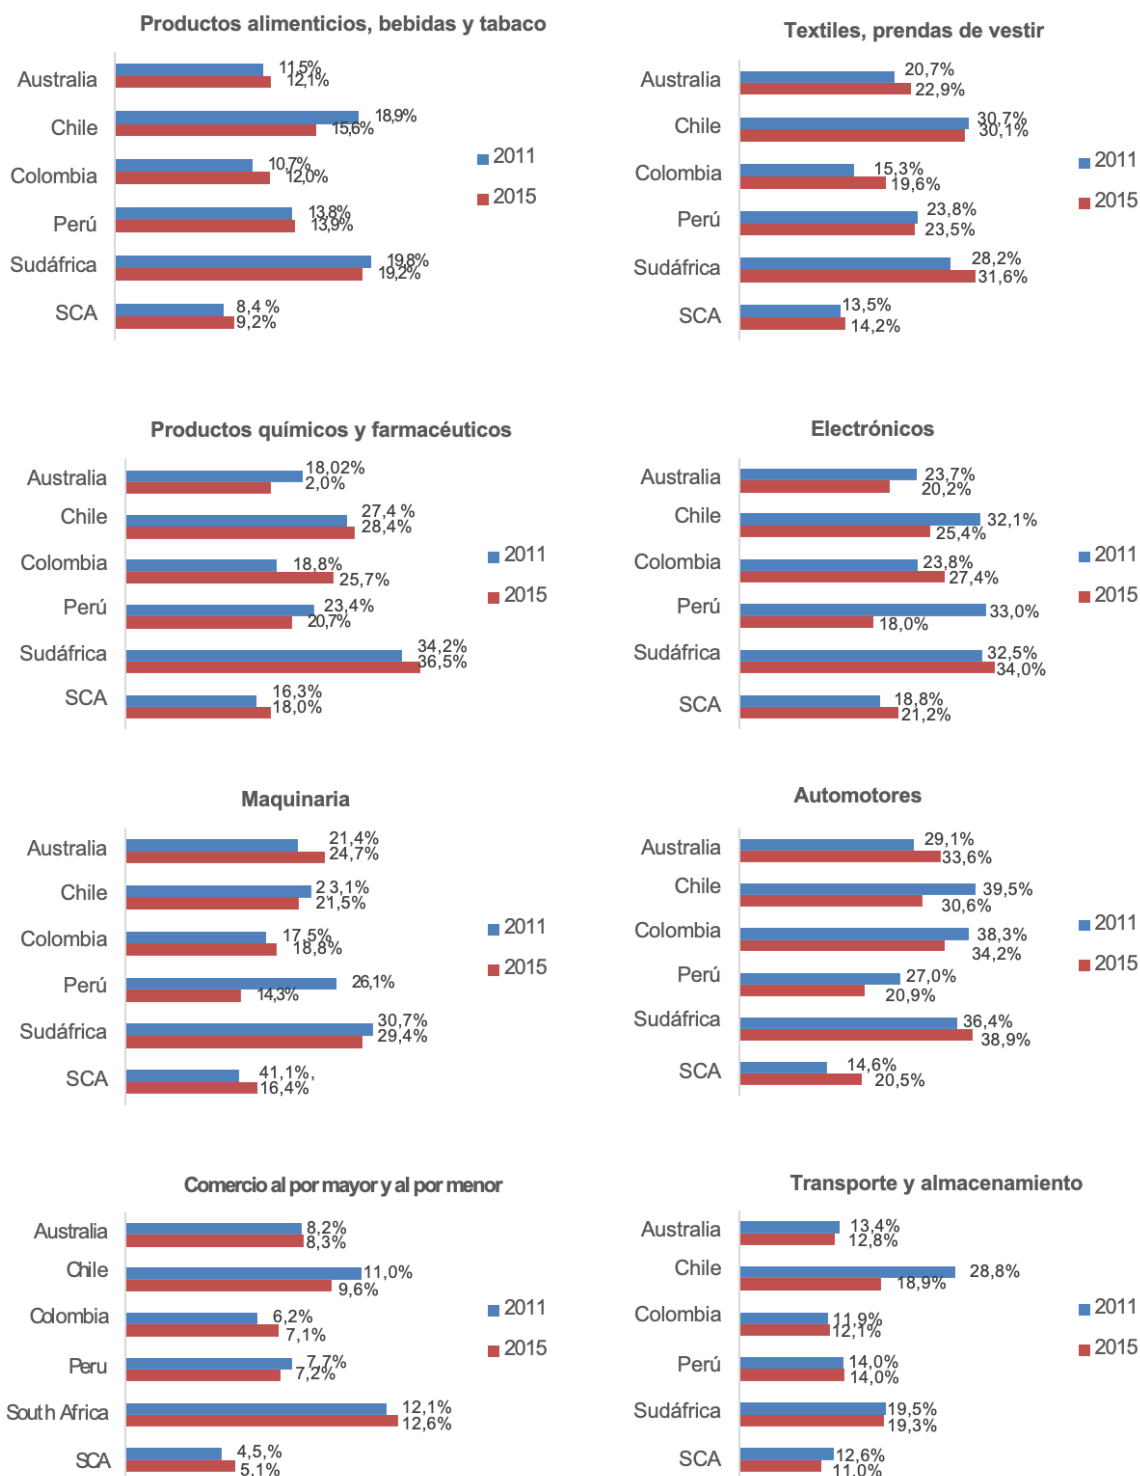 Productos alimenticios, bebidas y tabaco
Australia
11,5%
12,1%
Chile
18,9%
15,6%
Colombia
10,7%
12,0%
Perú
13,8%
13,9%
Sudáfrica
19,8%
19,2%
SCA
8,4 %
9,2%
2011
2015
Textiles, prendas de vestir
Australia
20,7%
22,9%
Chile
30,7%
30,1%
Colombia
15,3%
19,6%
Perú
23,8%
23,5%
Sudáfrica
28,2%
31,6%
SCA
13,5%
14,2%
2011
2015
Productos químicos y farmacéuticos
Australia
18,02%
2,0%
Chile
27,4 %
28,4%
Colombia
18,8%
25,7%
Perú
23,4%
20,7%
Sudáfrica
34,2%
36,5%
SCA
16,3%
18,0%
2011
2015
Electrónicos
Australia
23,7%
20,2%
Chile
32,1%
25,4%
Colombia
23,8%
27,4%
Perú
33,0%
18,0%
Sudáfrica
32,5%
34,0%
SCA
18,8%
21,2%
2011
2015
Maquinaria
Australia
21,4%
24,7%
Chile
2 3,1%
21,5%
Colombia
17,5%
18,8%
Perú
26,1%
14,3%
Sudáfrica
30,7%
29,4%
SCA
41,1%,
16,4%
2011
2015
Automotores
Australia
29,1%
33,6%
Chile
39,5%
30,6%
Colombia
38,3%
34,2%
Perú
27,0%
20,9%
Sudáfrica
36,4%
38,9%
SCA
14,6%
20,5%
2011
2015
Comercio al por mayor y al por menor
Australia
8,2%
8,3%
Chile
11,0%
9,6%
Colombia
6,2%
7,1%
Peru
7,7%
7,2%
South Africa
12,1%
12,6%
SCA
4,5,%
5,1%
2011
2015
Transporte y almacenamiento
Australia
13,4%
12,8%
Chile
28,8%
18,9%
Colombia
11,9%
12,1%
Perú
14,0%
14,0%
Sudáfrica
19,5%
19,3%
SCA
12,6%
11,0%
2011
2015